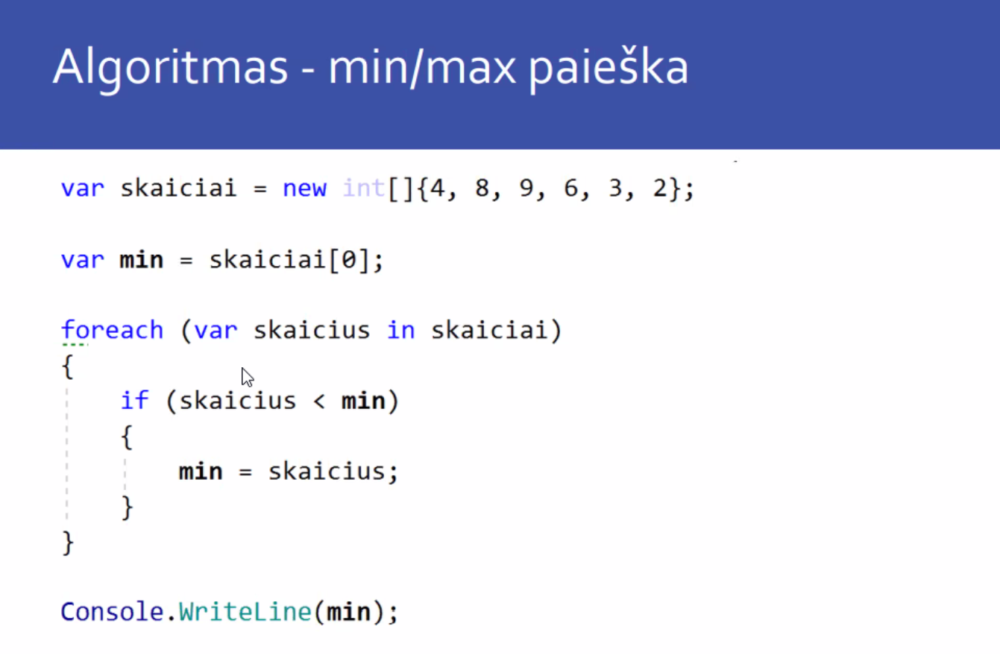 Algoritmas - min/max paieška
var skaiciai = new int[]{4, 8, 9, 6, 3, 2};
var min = skaiciai[0];
foreach (var skaicius in skaiciai)
{
if (skaicius < min)
{
min = skaicius;
}
}
Console.WriteLine(min);